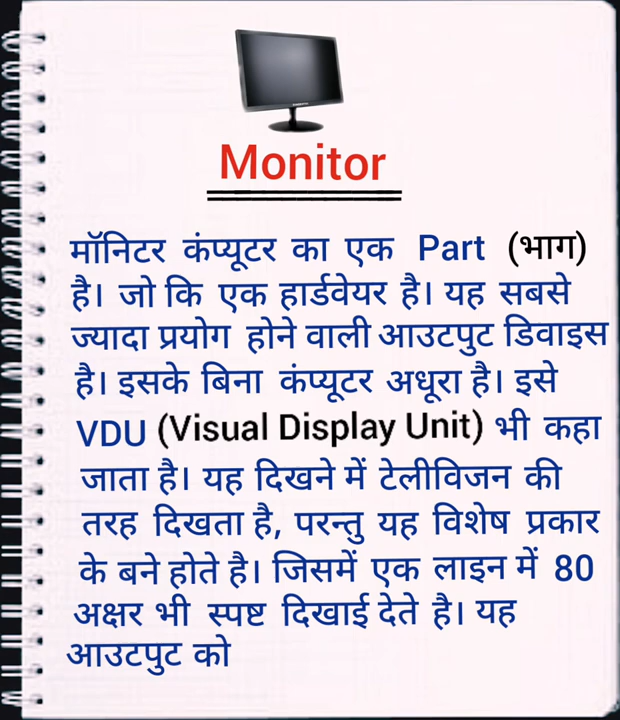 Monitor
मॉनिटर कंप्यूटर का एक Part (भाग)
है। जो कि एक हार्डवेयर है। यह सबसे
ज्यादा प्रयोग होने वाली आउटपुट डिवाइस
है। इसके बिना कंप्यूटर अधूरा है। इसे
VDU (Visual Display Unit) भी कहा
जाता है। यह दिखने में टेलीविजन की
तरह दिखता है, परन्तु यह विशेष प्रकार
के बने होते है। जिसमें एक लाइन में 80
अक्षर भी स्पष्ट दिखाई देते है। यह
आउटपुट को